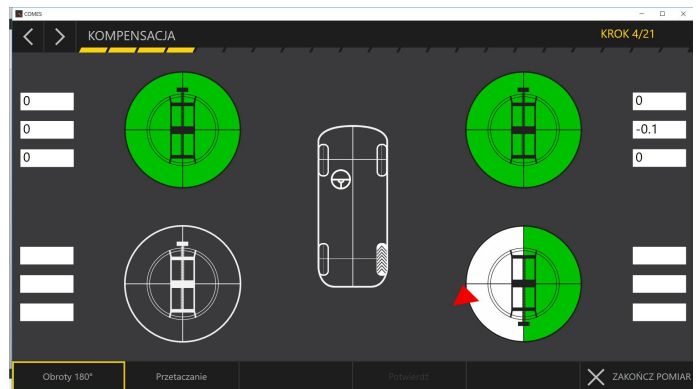 COMES
KOMPENSACJA
KROK 4/21
0
0
0
0
-0.1
0
Obroty 180°
Przetaczanie
Potwierdź
ZAKOŃCZ POMIAR